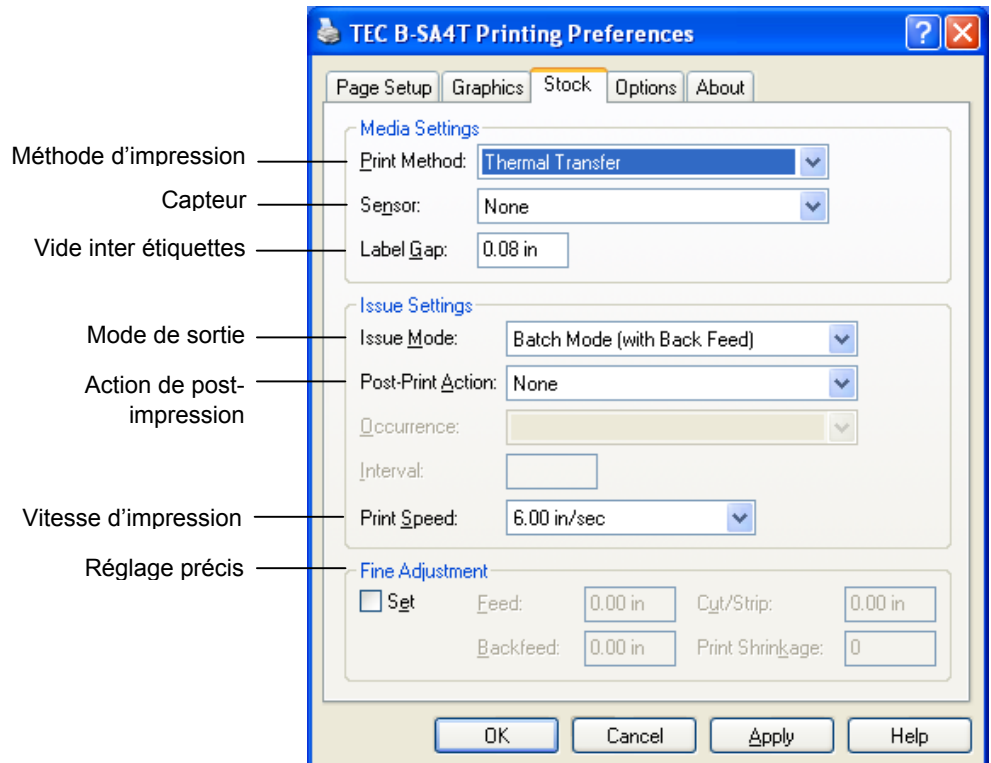 TEC B-SA4T Printing Preferences
Page Setup Graphics Stock Options About
Media Settings
Méthode d'impression Print Method: Thermal Transfer
Capteur Sensor: None
Vide inter étiquettes Label Gap: 0.08 in
Issue Settings
Mode de sortie Issue Mode: Batch Mode (with Back Feed)
Action de post-
impression
Post-Print Action: None
Occurrence:
Interval:
Vitesse d'impression Print Speed: 6.00 in/sec
Réglage précis Fine Adjustment
Set Feed: 0.00 in Cut/Strip: 0.00 in
Backfeed: 0.00 in Print Shrinkage: 0
OK Cancel Apply Help